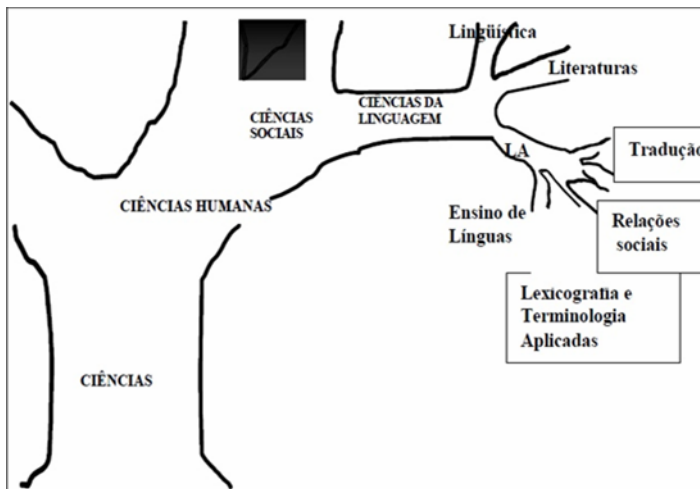 Lingüística
Literaturas
CIÊNCIAS
SOCIAIS
CIÊNCIAS DA
LINGUAGEM
LA
Tradução
CIÊNCIAS HUMANAS
Ensino de
Línguas
Relações
sociais
Lexicografia e
Terminologia
Aplicadas
CIÊNCIAS